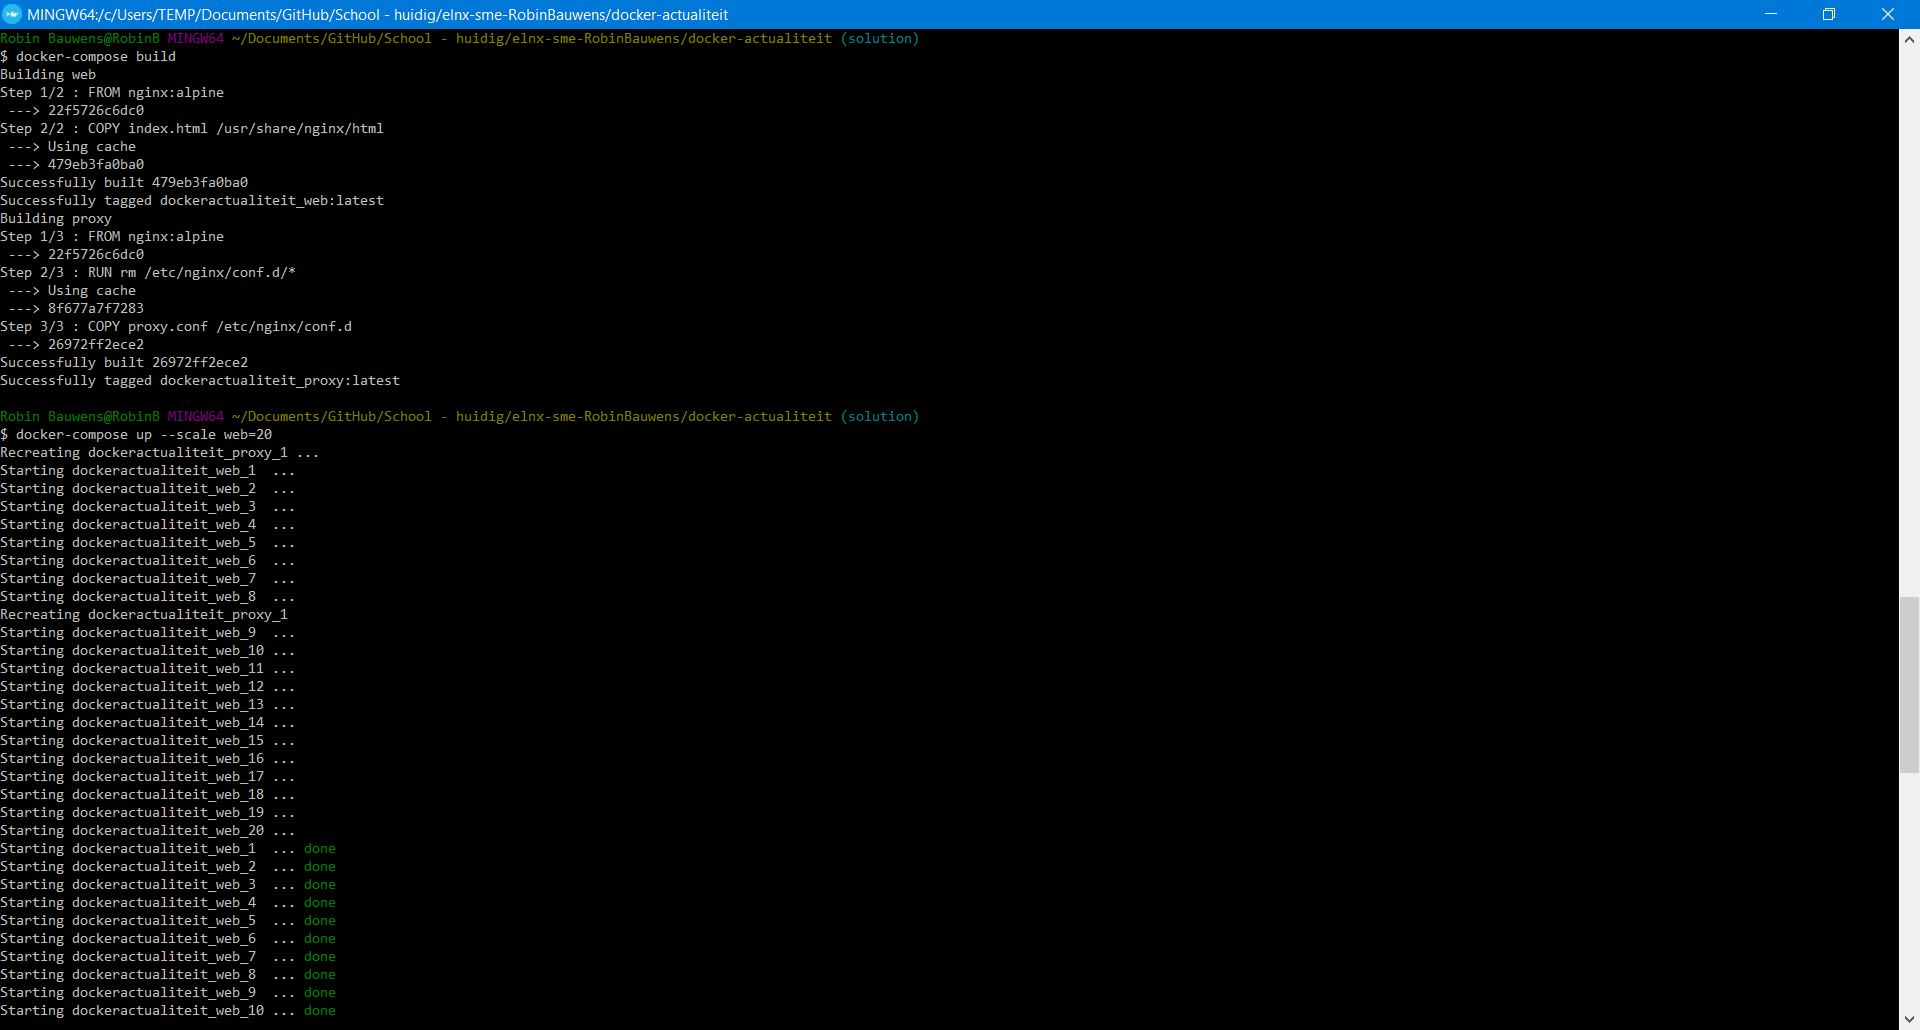 MINGW64:/c/Users/TEMP/Documents/GitHub/School - huidig/elnx-sme-RobinBauwens/docker-actualiteit
Robin Bauwens@RobinB MINGW64 ~/Documents/GitHub/School - huidig/elnx-sme-RobinBauwens/docker-actualiteit (solution)
$ docker-compose build
Building web
Step 1/2 : FROM nginx:alpine
 ---> 22f5726c6dc0
Step 2/2 : COPY index.html /usr/share/nginx/html
 ---> Using cache
 ---> 479eb3fa0ba0
Successfully built 479eb3fa0ba0
Successfully tagged dockeractualiteit_web:latest
Building proxy
Step 1/3 : FROM nginx:alpine
 ---> 22f5726c6dc0
Step 2/3 : RUN rm /etc/nginx/conf.d/*
 ---> Using cache
 ---> 8f677a7f7283
Step 3/3 : COPY proxy.conf /etc/nginx/conf.d
 ---> 26972ff2ece2
Successfully built 26972ff2ece2
Successfully tagged dockeractualiteit_proxy:latest
Robin Bauwens@RobinB MINGW64 ~/Documents/GitHub/School - huidig/elnx-sme-RobinBauwens/docker-actualiteit (solution)
$ docker-compose up --scale web=20
Recreating dockeractualiteit_proxy_1 ...
Starting dockeractualiteit_web_1  ...
Starting dockeractualiteit_web_2  ...
Starting dockeractualiteit_web_3  ...
Starting dockeractualiteit_web_4  ...
Starting dockeractualiteit_web_5  ...
Starting dockeractualiteit_web_6  ...
Starting dockeractualiteit_web_7  ...
Starting dockeractualiteit_web_8  ...
Recreating dockeractualiteit_proxy_1
Starting dockeractualiteit_web_9  ...
Starting dockeractualiteit_web_10 ...
Starting dockeractualiteit_web_11 ...
Starting dockeractualiteit_web_12 ...
Starting dockeractualiteit_web_13 ...
Starting dockeractualiteit_web_14 ...
Starting dockeractualiteit_web_15 ...
Starting dockeractualiteit_web_16 ...
Starting dockeractualiteit_web_17 ...
Starting dockeractualiteit_web_18 ...
Starting dockeractualiteit_web_19 ...
Starting dockeractualiteit_web_20 ...
Starting dockeractualiteit_web_1  ... done
Starting dockeractualiteit_web_2  ... done
Starting dockeractualiteit_web_3  ... done
Starting dockeractualiteit_web_4  ... done
Starting dockeractualiteit_web_5  ... done
Starting dockeractualiteit_web_6  ... done
Starting dockeractualiteit_web_7  ... done
Starting dockeractualiteit_web_8  ... done
Starting dockeractualiteit_web_9  ... done
Starting dockeractualiteit_web_10 ... done